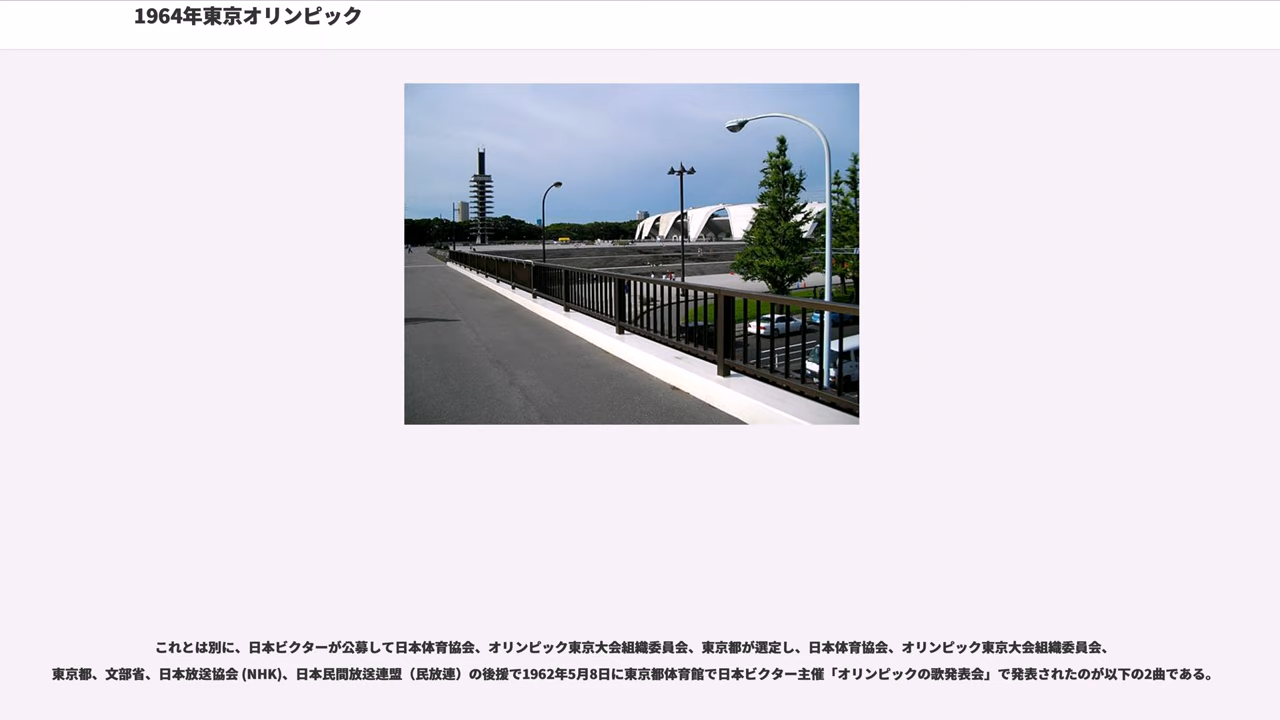 1964年東京オリンピック
これとは別に、日本ビクターが公募して日本体育協会、オリンピック東京大会組織委員会、東京都が選定し、日本体育協会、オリンピック東京大会組織委員会、
東京都、文部省、日本放送協会 (NHK)、日本民間放送連盟（民放連）の後援で1962年5月8日に東京都体育館で日本ビクター主催「オリンピックの歌発表会」で発表されたのが以下の2曲である。